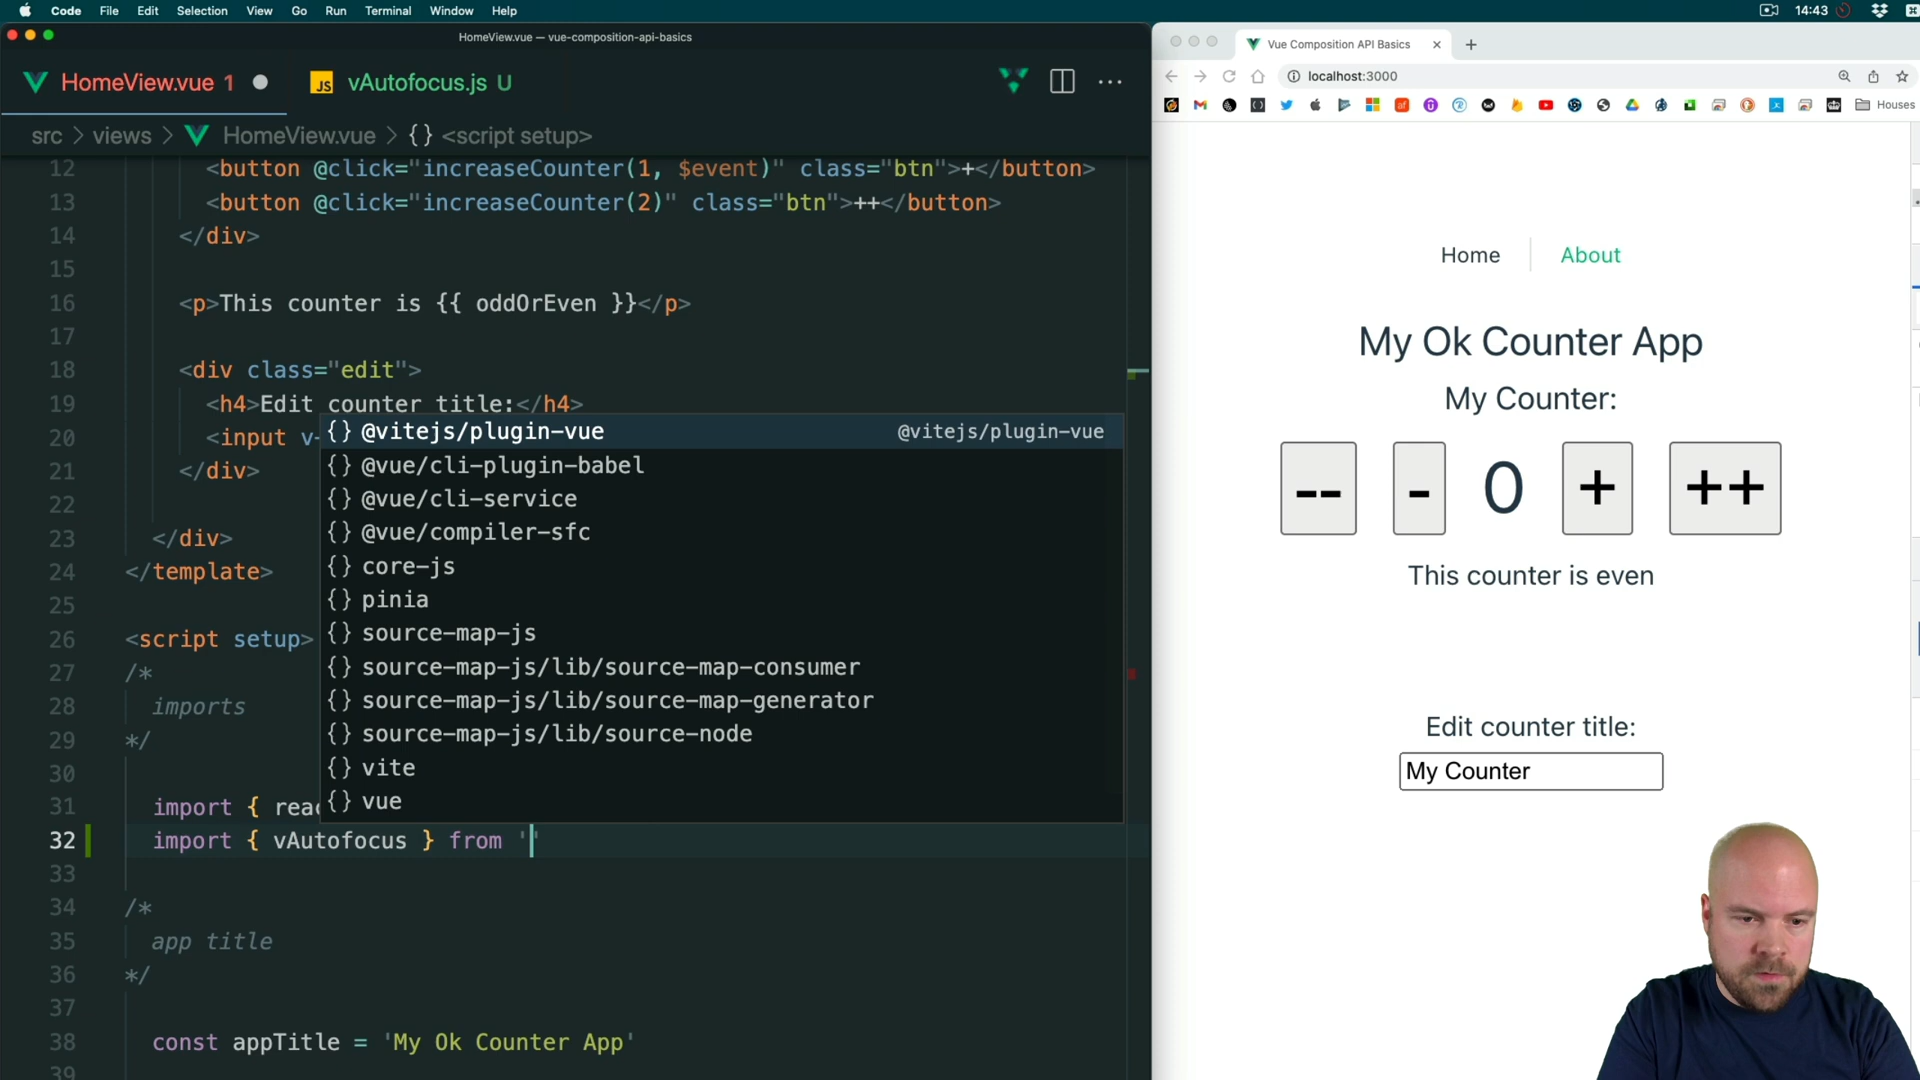 Code File Edit Selection View Go Run Terminal Window Help
14:43
HomeView.vue — vue-composition-api-basics
HomeView.vue 1
JS vAutofocus.js U
src > views > HomeView.vue > {} <script setup>
12 <button @click="increaseCounter(1, $event)" class="btn">+</button>
13 <button @click="increaseCounter(2)" class="btn">++</button>
14 </div>
15
16 <p>This counter is {{ oddOrEven }}</p>
17
18 <div class="edit">
19 <h4>Edit counter title:</h4>
20 <input v-
21 </div>
22
23 </div>
24 </template>
25
26 <script setup>
27 /*
28 imports
29 */
30
31 import { reac
32 import { vAutofocus } from ''
33
34 /*
35 app title
36 */
37
38 const appTitle = 'My Ok Counter App'
39
{} @vitejs/plugin-vue @vitejs/plugin-vue
{} @vue/cli-plugin-babel
{} @vue/cli-service
{} @vue/compiler-sfc
{} core-js
{} pinia
{} source-map-js
{} source-map-js/lib/source-map-consumer
{} source-map-js/lib/source-map-generator
{} source-map-js/lib/source-node
{} vite
{} vue
Vue Composition API Basics
localhost:3000
Houses
Home
About
My Ok Counter App
My Counter:
-- - 0 + ++
This counter is even
Edit counter title:
My Counter